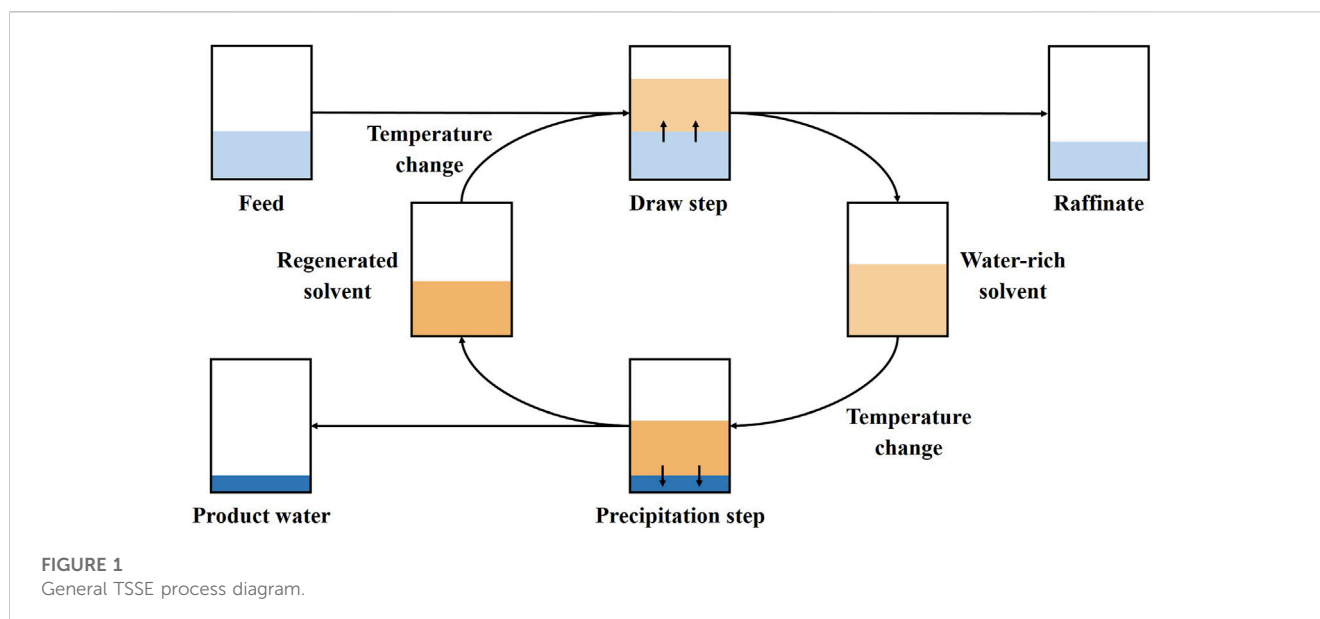 Temperature
change
Feed
Draw step
Raffinate
Regenerated
solvent
Water-rich
solvent
Temperature
change
Product water
Precipitation step
FIGURE 1
General TSSE process diagram.